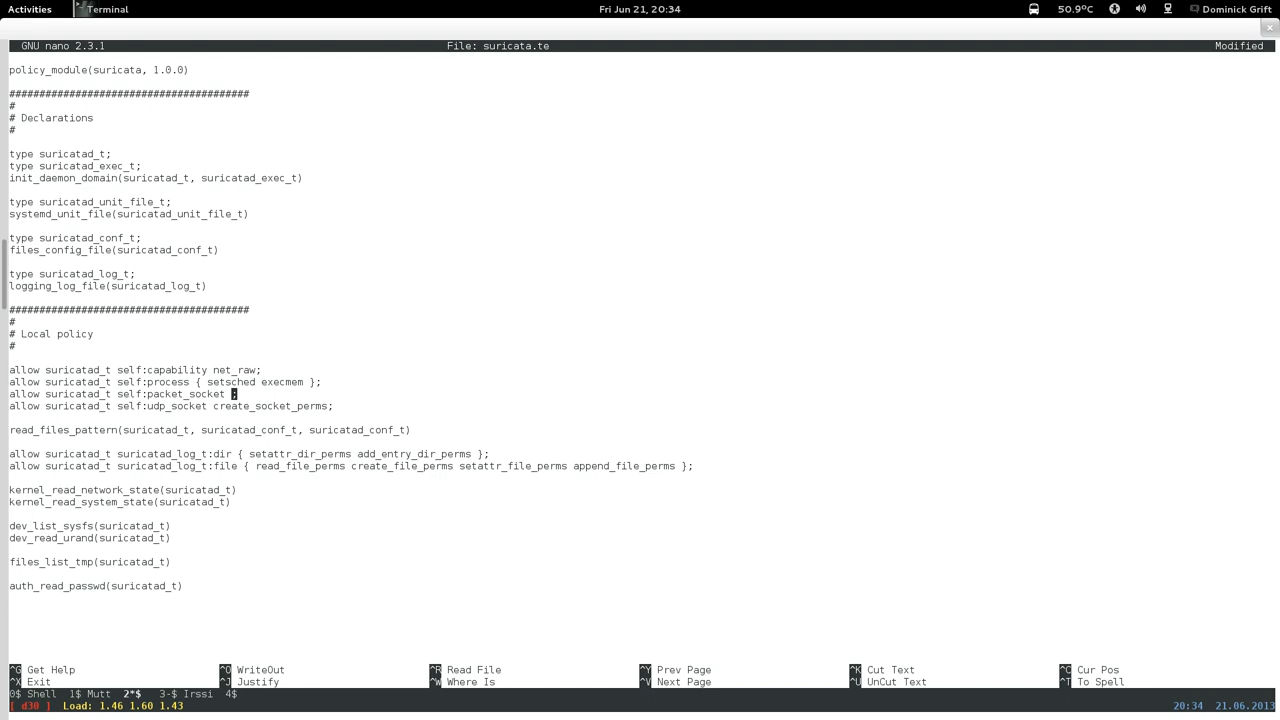 Activities Terminal Fri Jun 21, 20:34 50.9°C Dominick Grift
GNU nano 2.3.1 File: suricata.te Modified
policy_module(suricata, 1.0.0)
########################################
#
# Declarations
#
type suricatad_t;
type suricatad_exec_t;
init_daemon_domain(suricatad_t, suricatad_exec_t)
type suricatad_unit_file_t;
systemd_unit_file(suricatad_unit_file_t)
type suricatad_conf_t;
files_config_file(suricatad_conf_t)
type suricatad_log_t;
logging_log_file(suricatad_log_t)
########################################
#
# Local policy
#
allow suricatad_t self:capability net_raw;
allow suricatad_t self:process { setsched execmem };
allow suricatad_t self:packet_socket ;
allow suricatad_t self:udp_socket create_socket_perms;
read_files_pattern(suricatad_t, suricatad_conf_t, suricatad_conf_t)
allow suricatad_t suricatad_log_t:dir { setattr_dir_perms add_entry_dir_perms };
allow suricatad_t suricatad_log_t:file { read_file_perms create_file_perms setattr_file_perms append_file_perms };
kernel_read_network_state(suricatad_t)
kernel_read_system_state(suricatad_t)
dev_list_sysfs(suricatad_t)
dev_read_urand(suricatad_t)
files_list_tmp(suricatad_t)
auth_read_passwd(suricatad_t)
^G Get Help ^O WriteOut ^R Read File ^Y Prev Page ^K Cut Text ^C Cur Pos
^X Exit ^J Justify ^W Where Is ^V Next Page ^U UnCut Text ^T To Spell
0$ Shell 1$ Mutt 2*$ 3-$ Irssi 4$
[ d30 ] Load: 1.46 1.60 1.43 20:34 21.06.2013